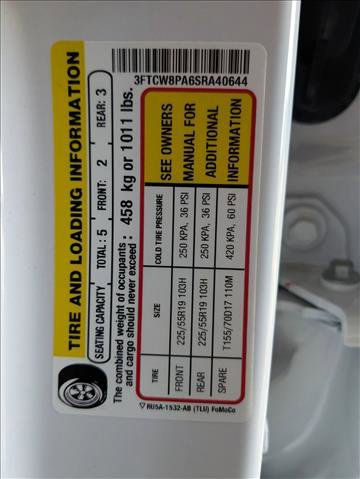 3FTCW8PA6SRA40644
TIRE AND LOADING INFORMATION
SEATING CAPACITY TOTAL: 5 FRONT: 2 REAR: 3
The combined weight of occupants
and cargo should never exceed: 458 kg or 1011 lbs.
TIRE SIZE COLD TIRE PRESSURE
FRONT 225/55R19 103H 250 KPA, 36 PSI
REAR 225/55R19 103H 250 KPA, 36 PSI
SPARE T155/70D17 110M 420 KPA, 60 PSI
SEE OWNERS
MANUAL FOR
ADDITIONAL
INFORMATION
RU5A-1532-AB (TLU) FoMoCo